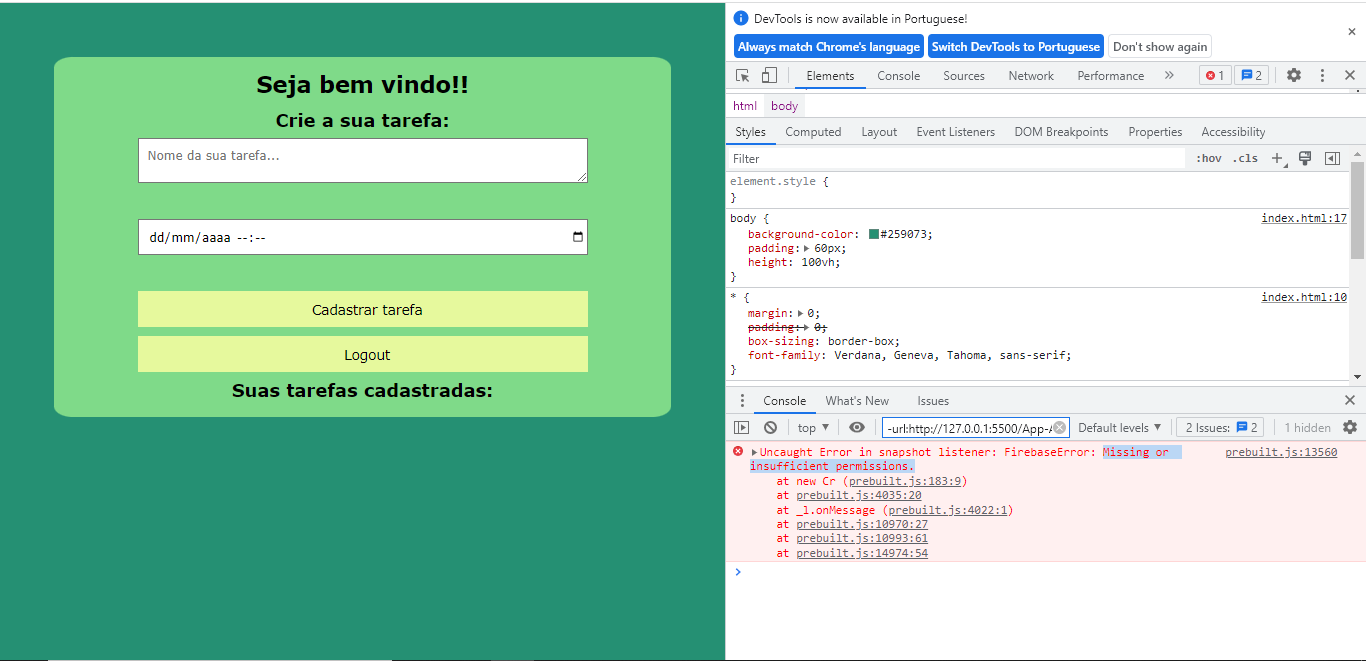 Seja bem vindo!!
Crie a sua tarefa:
Nome da sua tarefa...
dd/mm/aaaa --:--
Cadastrar tarefa
Logout
Suas tarefas cadastradas:
DevTools is now available in Portuguese!
Always match Chrome's language Switch DevTools to Portuguese Don't show again
Elements Console Sources Network Performance » 1 2
html body
Styles Computed Layout Event Listeners DOM Breakpoints Properties Accessibility
Filter :hov .cls +
element.style {
}
body { index.html:17
background-color: #259073;
padding: 60px;
height: 100vh;
}
* { index.html:10
margin: 0;
padding: 0;
box-sizing: border-box;
font-family: Verdana, Geneva, Tahoma, sans-serif;
}
Console What's New Issues
top -url:http://127.0.0.1:5500/App- Default levels 2 Issues: 2 1 hidden
Uncaught Error in snapshot listener: FirebaseError: Missing or prebuilt.js:13560
insufficient permissions.
at new Cr (prebuilt.js:183:9)
at prebuilt.js:4035:20
at _l.onMessage (prebuilt.js:4022:1)
at prebuilt.js:10970:27
at prebuilt.js:10993:61
at prebuilt.js:14974:54